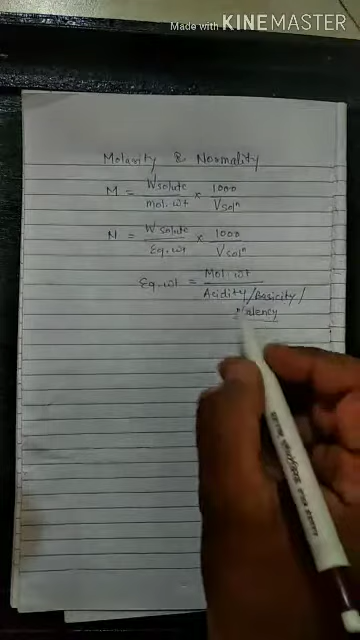 Made with KINEMASTER
Molarity & Normality
M = Wsolute / mol. wt × 1000 / Vsolⁿ
N = Wsolute / Eq. wt × 1000 / Vsolⁿ
Eq. wt = Mol. wt / Acidity/Basicity/
Valency